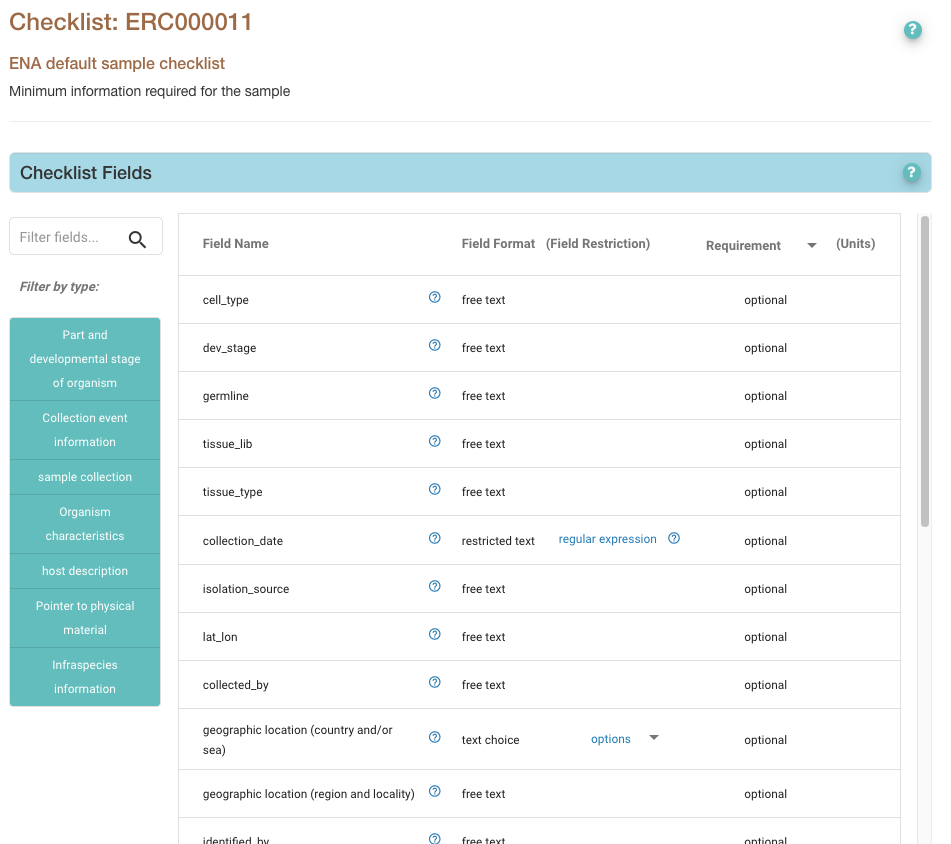 Checklist: ERC000011
?
ENA default sample checklist
Minimum information required for the sample
Checklist Fields
?
Filter fields...
Filter by type:
Part and
developmental stage
of organism
Collection event
information
sample collection
Organism
characteristics
host description
Pointer to physical
material
Infraspecies
information
Field Name Field Format (Field Restriction) Requirement (Units)
cell_type ? free text optional
dev_stage ? free text optional
germline ? free text optional
tissue_lib ? free text optional
tissue_type ? free text optional
collection_date ? restricted text regular expression ? optional
isolation_source ? free text optional
lat_lon ? free text optional
collected_by ? free text optional
geographic location (country and/or
sea) ? text choice options optional
geographic location (region and locality) ? free text optional
identified_by ? free text optional